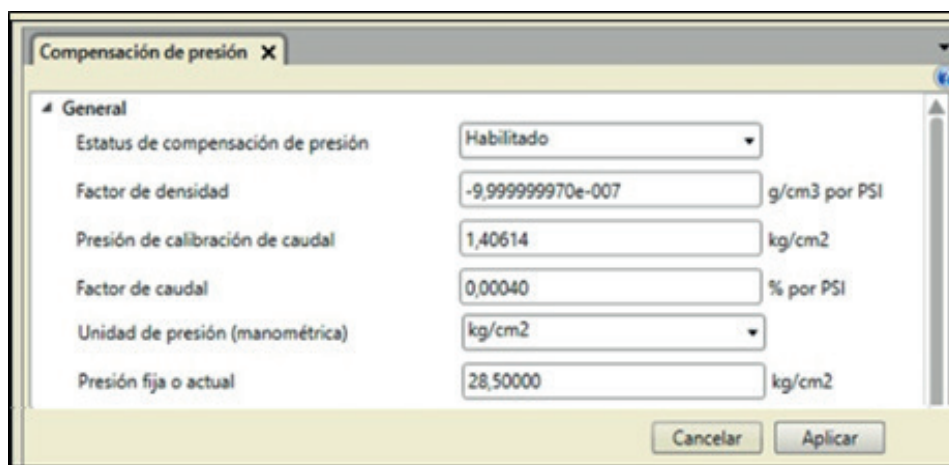 Compensación de presión X
General
Estatus de compensación de presión Habilitado
Factor de densidad -9,999999970e-007 g/cm3 por PSI
Presión de calibración de caudal 1,40614 kg/cm2
Factor de caudal 0,00040 % por PSI
Unidad de presión (manométrica) kg/cm2
Presión fija o actual 28,50000 kg/cm2
Cancelar Aplicar